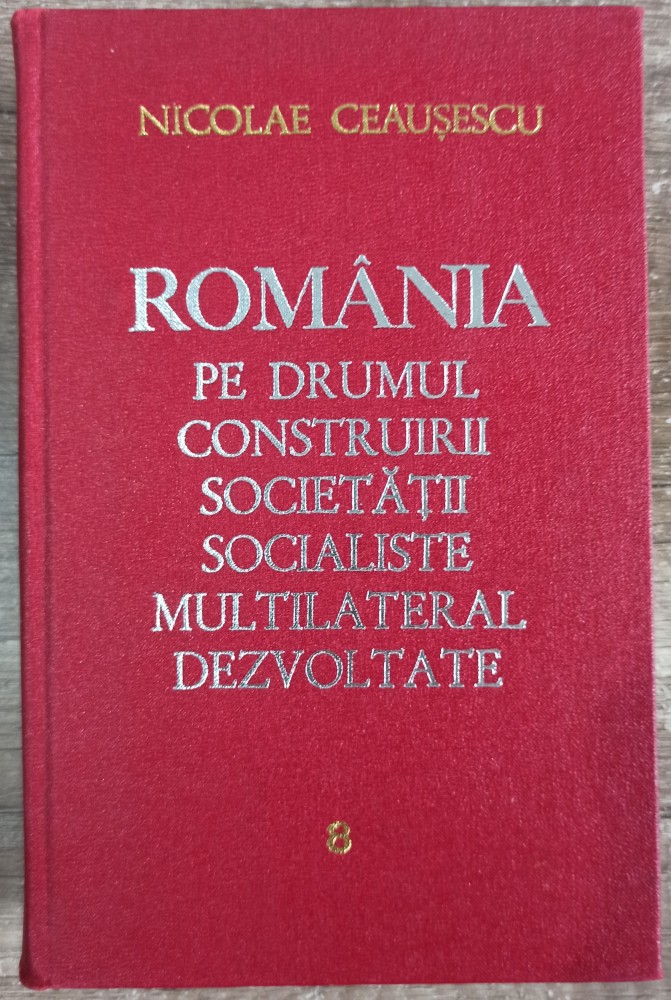 NICOLAE CEAUȘESCU
ROMÂNIA
PE DRUMUL
CONSTRUIRII
SOCIETĂȚII
SOCIALISTE
MULTILATERAL
DEZVOLTATE
8